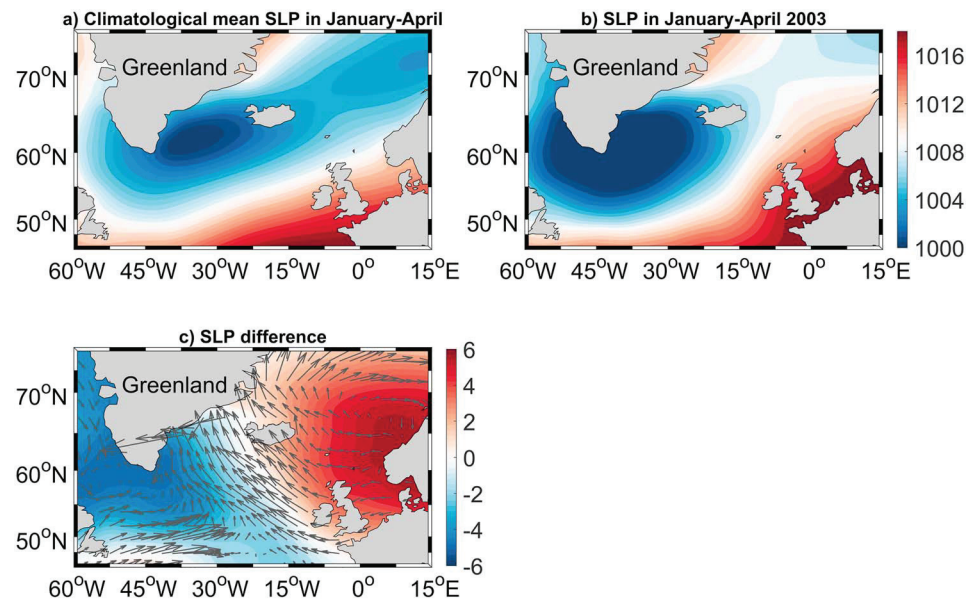 a) Climatological mean SLP in January-April
Greenland
70°N
60°N
50°N
60°W 45°W 30°W 15°W 0° 15°E
b) SLP in January-April 2003
Greenland
70°N
60°N
50°N
60°W 45°W 30°W 15°W 0° 15°E
1016
1012
1008
1004
1000
c) SLP difference
Greenland
70°N
60°N
50°N
60°W 45°W 30°W 15°W 0° 15°E
6
4
2
0
-2
-4
-6